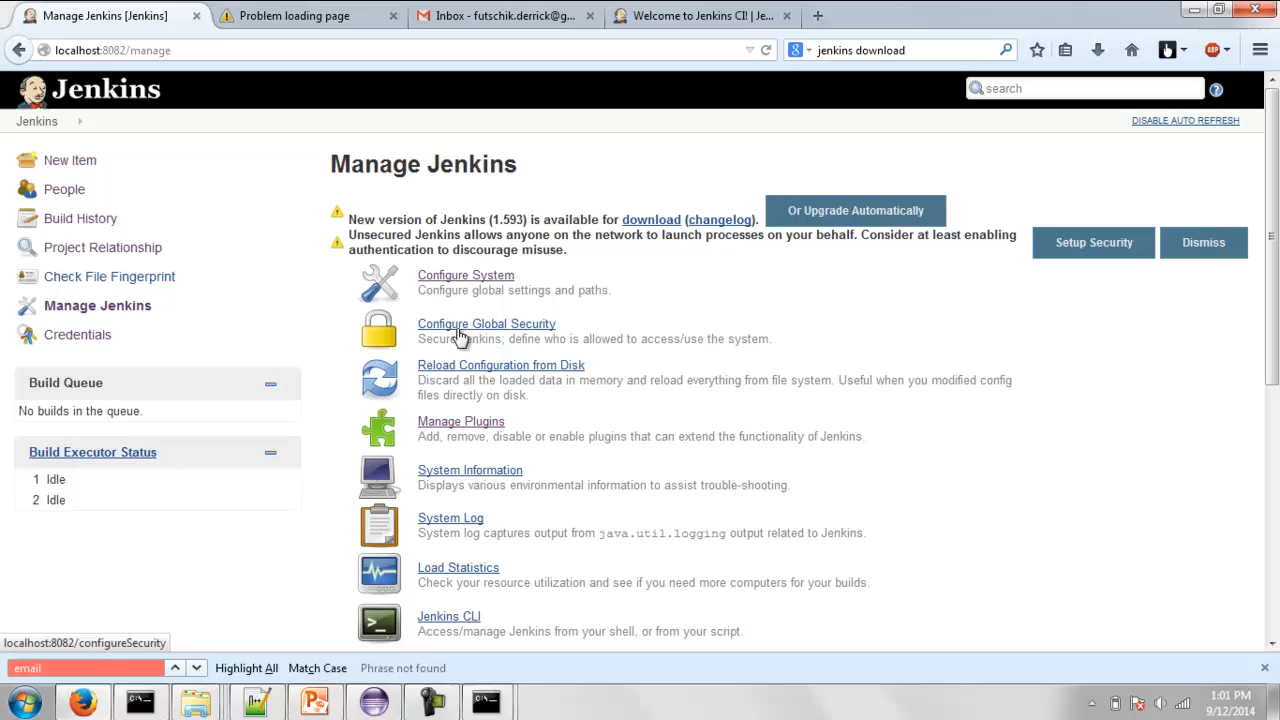 Manage Jenkins [Jenkins]
Problem loading page
Inbox - futschik.derrick@g...
Welcome to Jenkins CI! | Je...
localhost:8082/manage
jenkins download
Jenkins
search
Jenkins
DISABLE AUTO REFRESH
New Item
People
Build History
Project Relationship
Check File Fingerprint
Manage Jenkins
Credentials
Build Queue
No builds in the queue.
Build Executor Status
1 Idle
2 Idle
Manage Jenkins
New version of Jenkins (1.593) is available for download (changelog).
Or Upgrade Automatically
Unsecured Jenkins allows anyone on the network to launch processes on your behalf. Consider at least enabling
authentication to discourage misuse.
Setup Security
Dismiss
Configure System
Configure global settings and paths.
Configure Global Security
Secure Jenkins; define who is allowed to access/use the system.
Reload Configuration from Disk
Discard all the loaded data in memory and reload everything from file system. Useful when you modified config
files directly on disk.
Manage Plugins
Add, remove, disable or enable plugins that can extend the functionality of Jenkins.
System Information
Displays various environmental information to assist trouble-shooting.
System Log
System log captures output from java.util.logging output related to Jenkins.
Load Statistics
Check your resource utilization and see if you need more computers for your builds.
Jenkins CLI
Access/manage Jenkins from your shell, or from your script.
localhost:8082/configureSecurity
email
Highlight All
Match Case
Phrase not found
1:01 PM
9/12/2014